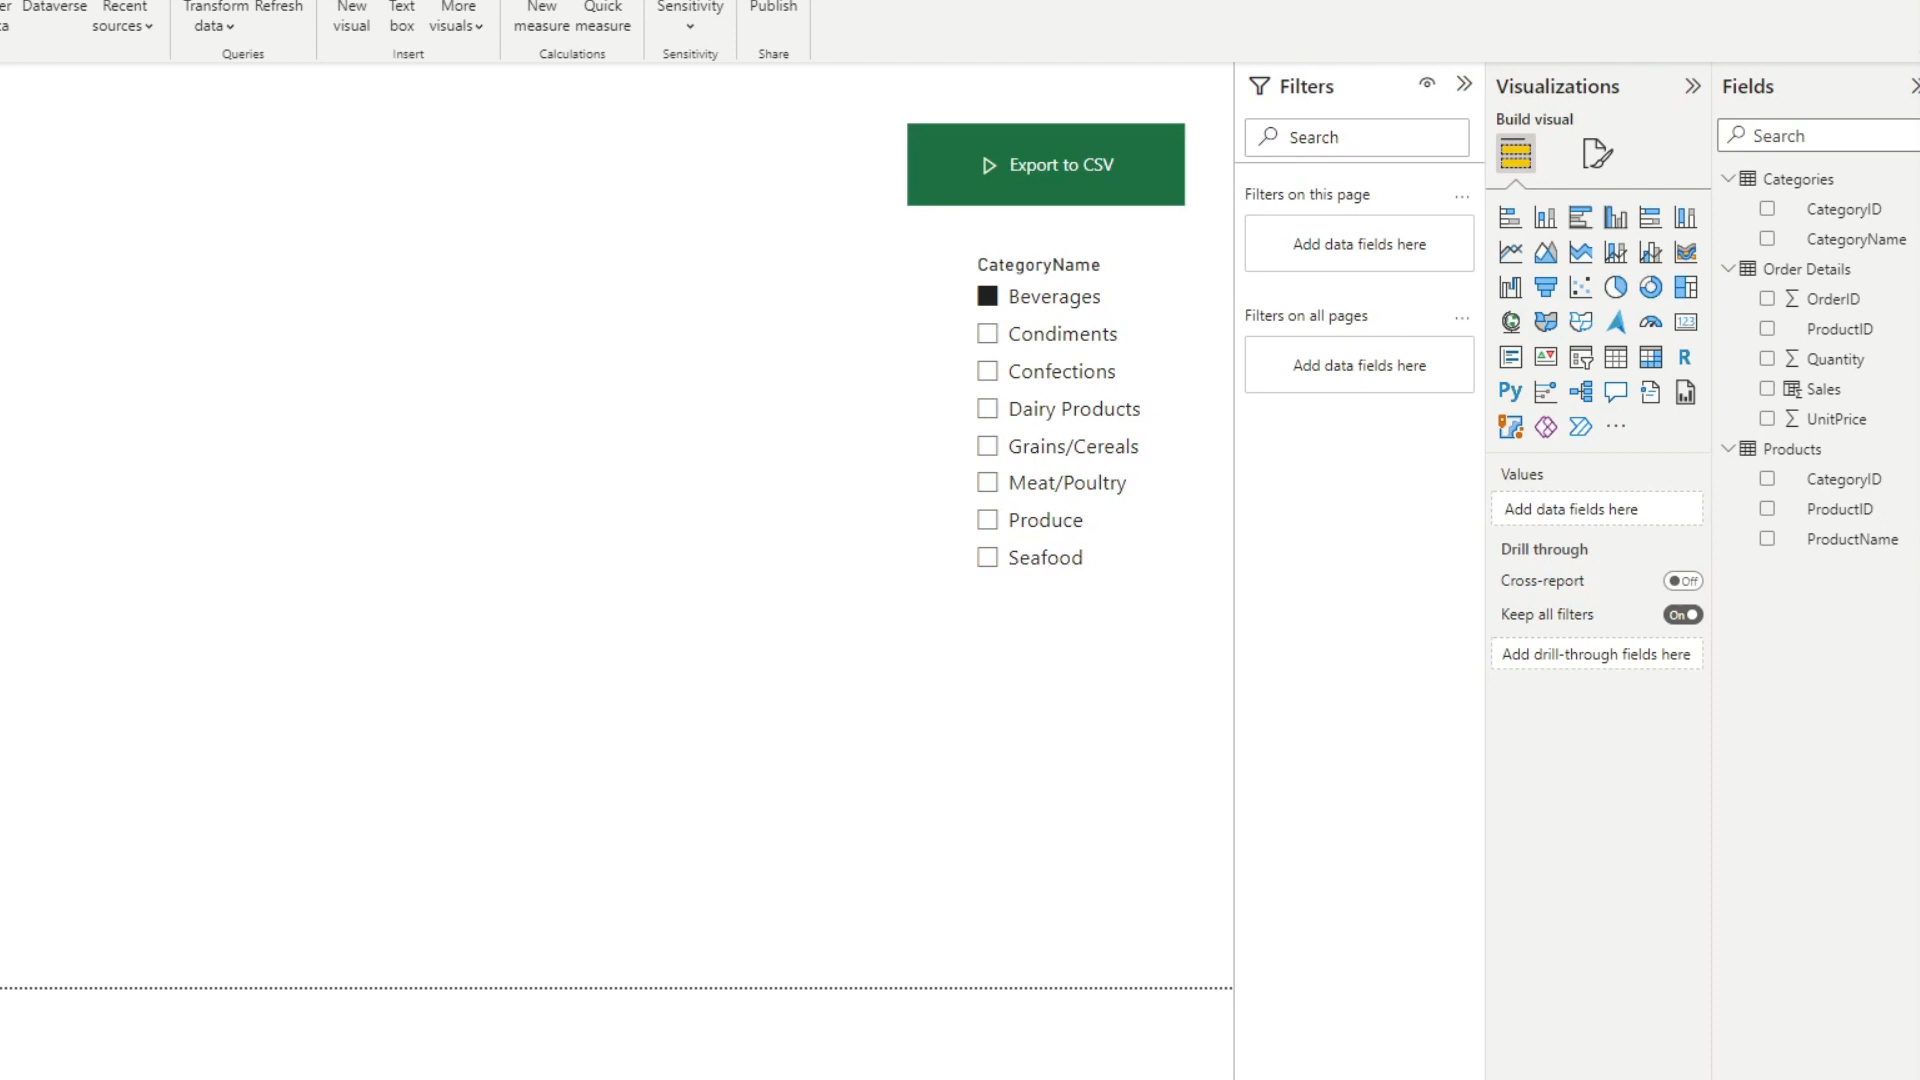 er Dataverse Recent Transform Refresh New Text More New Quick Sensitivity Publish
a sources data visual box visuals measure measure
Queries Insert Calculations Sensitivity Share
Filters
Search
Filters on this page ...
Add data fields here
Filters on all pages ...
Add data fields here
Export to CSV
CategoryName
Beverages
Condiments
Confections
Dairy Products
Grains/Cereals
Meat/Poultry
Produce
Seafood
Visualizations
Build visual
123
R
Py
...
Values
Add data fields here
Drill through
Cross-report Off
Keep all filters On
Add drill-through fields here
Fields
Search
Categories
CategoryID
CategoryName
Order Details
∑ OrderID
ProductID
∑ Quantity
Sales
∑ UnitPrice
Products
CategoryID
ProductID
ProductName